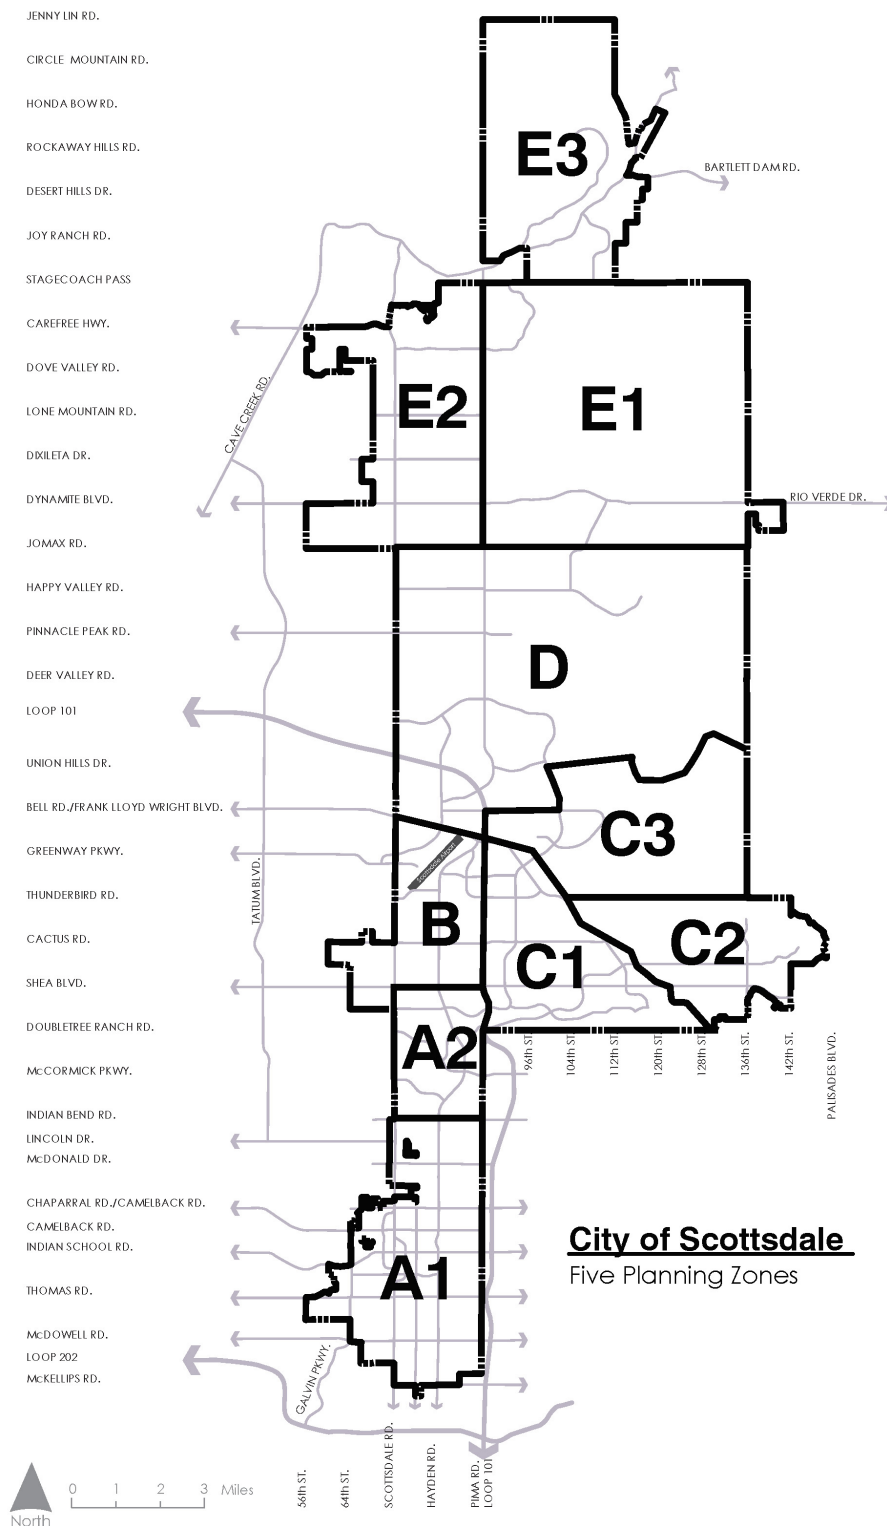 JENNY LIN RD.
CIRCLE MOUNTAIN RD.
HONDA BOW RD.
ROCKAWAY HILLS RD.
DESERT HILLS DR.
JOY RANCH RD.
STAGECOACH PASS
CAREFREE HWY.
DOVE VALLEY RD.
LONE MOUNTAIN RD.
DIXILETA DR.
DYNAMITE BLVD.
JOMAX RD.
HAPPY VALLEY RD.
PINNACLE PEAK RD.
DEER VALLEY RD.
LOOP 101
UNION HILLS DR.
BELL RD./FRANK LLOYD WRIGHT BLVD.
GREENWAY PKWY.
THUNDERBIRD RD.
CACTUS RD.
SHEA BLVD.
DOUBLETREE RANCH RD.
McCORMICK PKWY.
INDIAN BEND RD.
LINCOLN DR.
McDONALD DR.
CHAPARRAL RD./CAMELBACK RD.
CAMELBACK RD.
INDIAN SCHOOL RD.
THOMAS RD.
McDOWELL RD.
LOOP 202
McKELLIPS RD.
E3
BARTLETT DAM RD.
CAVE CREEK RD.
E2
E1
RIO VERDE DR.
D
C3
Scottsdale Airport
TATUM BLVD.
B
C1
C2
A2
96th ST.
104th ST.
112th ST.
120th ST.
128th ST.
136th ST.
142th ST.
PALISADES BLVD.
A1
City of Scottsdale
Five Planning Zones
GALVIN PKWY.
56th ST.
64th ST.
SCOTTSDALE RD.
HAYDEN RD.
PIMA RD.
LOOP 101
0 1 2 3 Miles
North